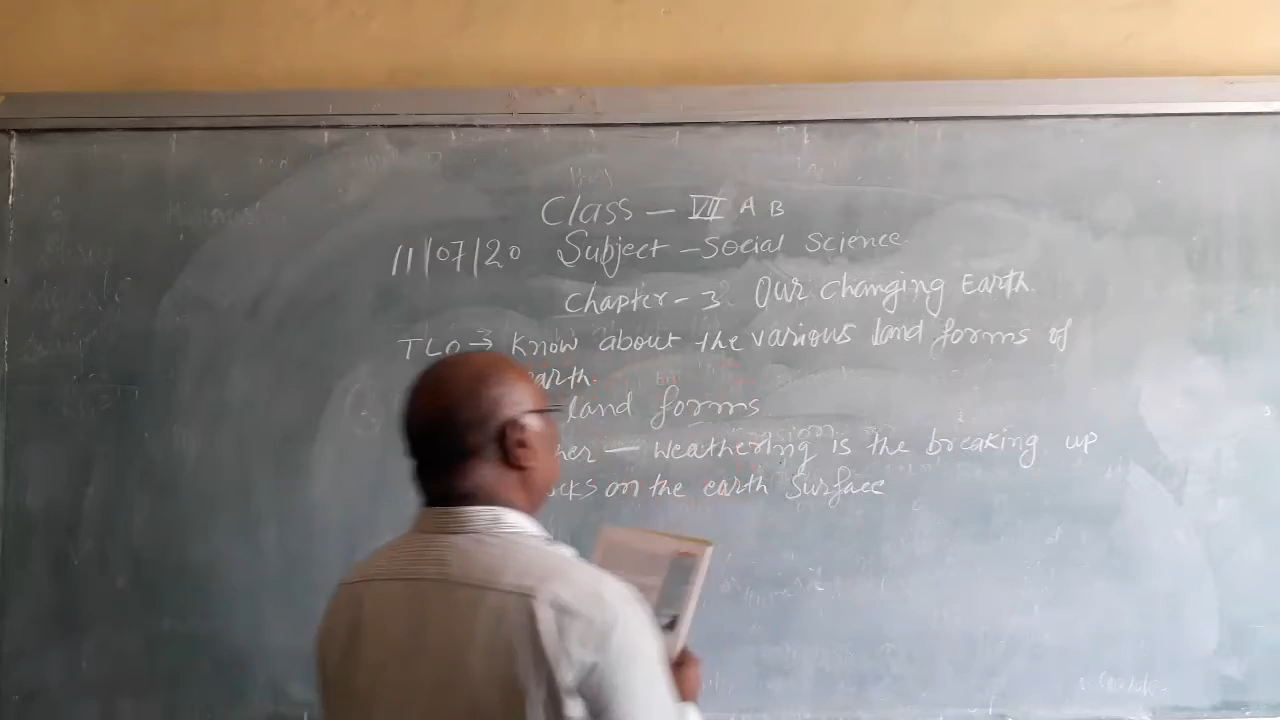 Class – VII A B
11/07/20 Subject – Social Science
Chapter – 3 Our Changing Earth.
TLO → Know about the various land forms of
earth.
land forms
– Weathering is the breaking up
on the earth Surface